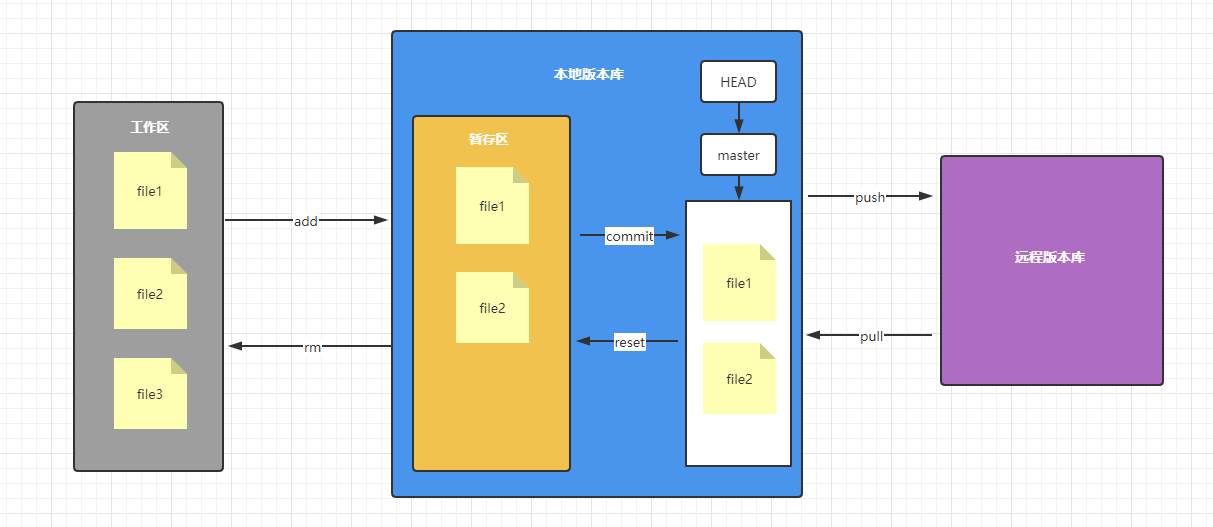 工作区
file1
file2
file3
add
rm
本地版本库
暂存区
file1
file2
commit
reset
HEAD
master
file1
file2
push
pull
远程版本库